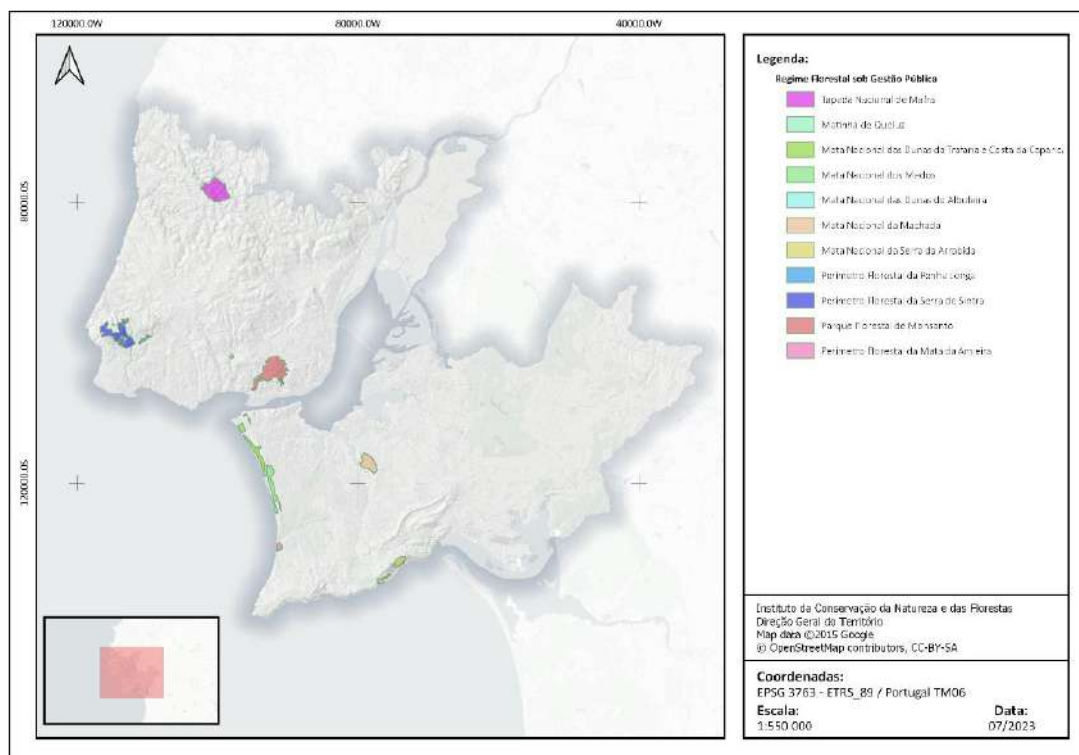 120000.0W 80000.0W 40000.0W
80000.0S
120000.0S
Legenda:
Regime Florestal sob Gestão Pública
Tapada Nacional de Mafra
Matinha de Queluz
Mata Nacional das Dunas da Trafaria e Costa da Caparic
Mata Nacional dos Medos
Mata Nacional das Dunas de Albufeira
Mata Nacional da Machada
Mata Nacional da Serra da Arrábida
Perímetro Florestal da Penha Longa
Perímetro Florestal da Serra de Sintra
Parque Florestal de Monsanto
Perímetro Florestal da Mata da Amieira
Instituto da Conservação da Natureza e das Florestas
Direção Geral do Território
Map data ©2015 Google
© OpenStreetMap contributors, CC-BY-SA
Coordenadas:
EPSG 3763 - ETRS_89 / Portugal TM06
Escala: Data:
1:550 000 07/2023